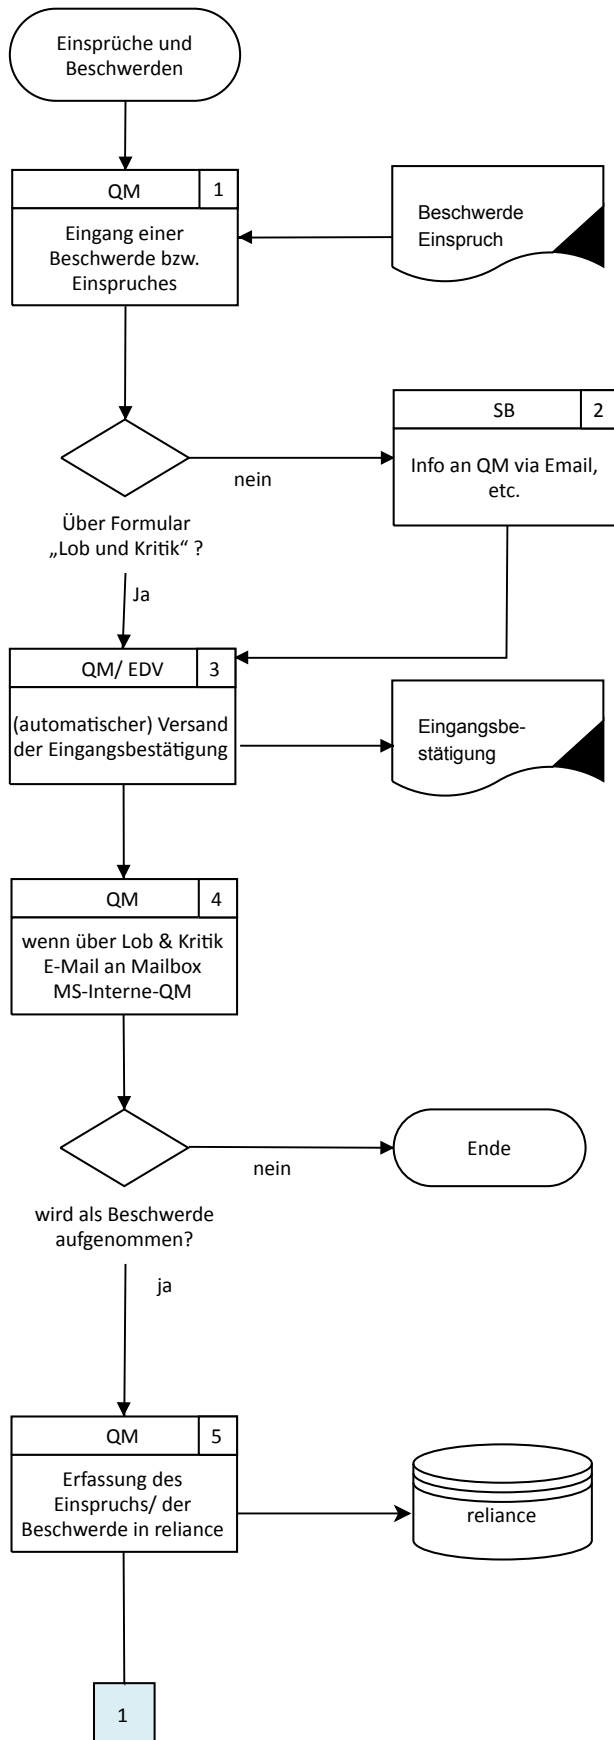 Einsprüche und
Beschwerden
QM
1
Eingang einer
Beschwerde bzw.
Einspruches
Beschwerde
Einspruch
nein
Über Formular
„Lob und Kritik“ ?
Ja
SB
2
Info an QM via Email,
etc.
QM/ EDV
3
(automatischer) Versand
der Eingangsbestätigung
Eingangsbe-
stätigung
QM
4
wenn über Lob & Kritik
E-Mail an Mailbox
MS-Interne-QM
nein
Ende
wird als Beschwerde
aufgenommen?
ja
QM
5
Erfassung des
Einspruchs/ der
Beschwerde in reliance
reliance
1